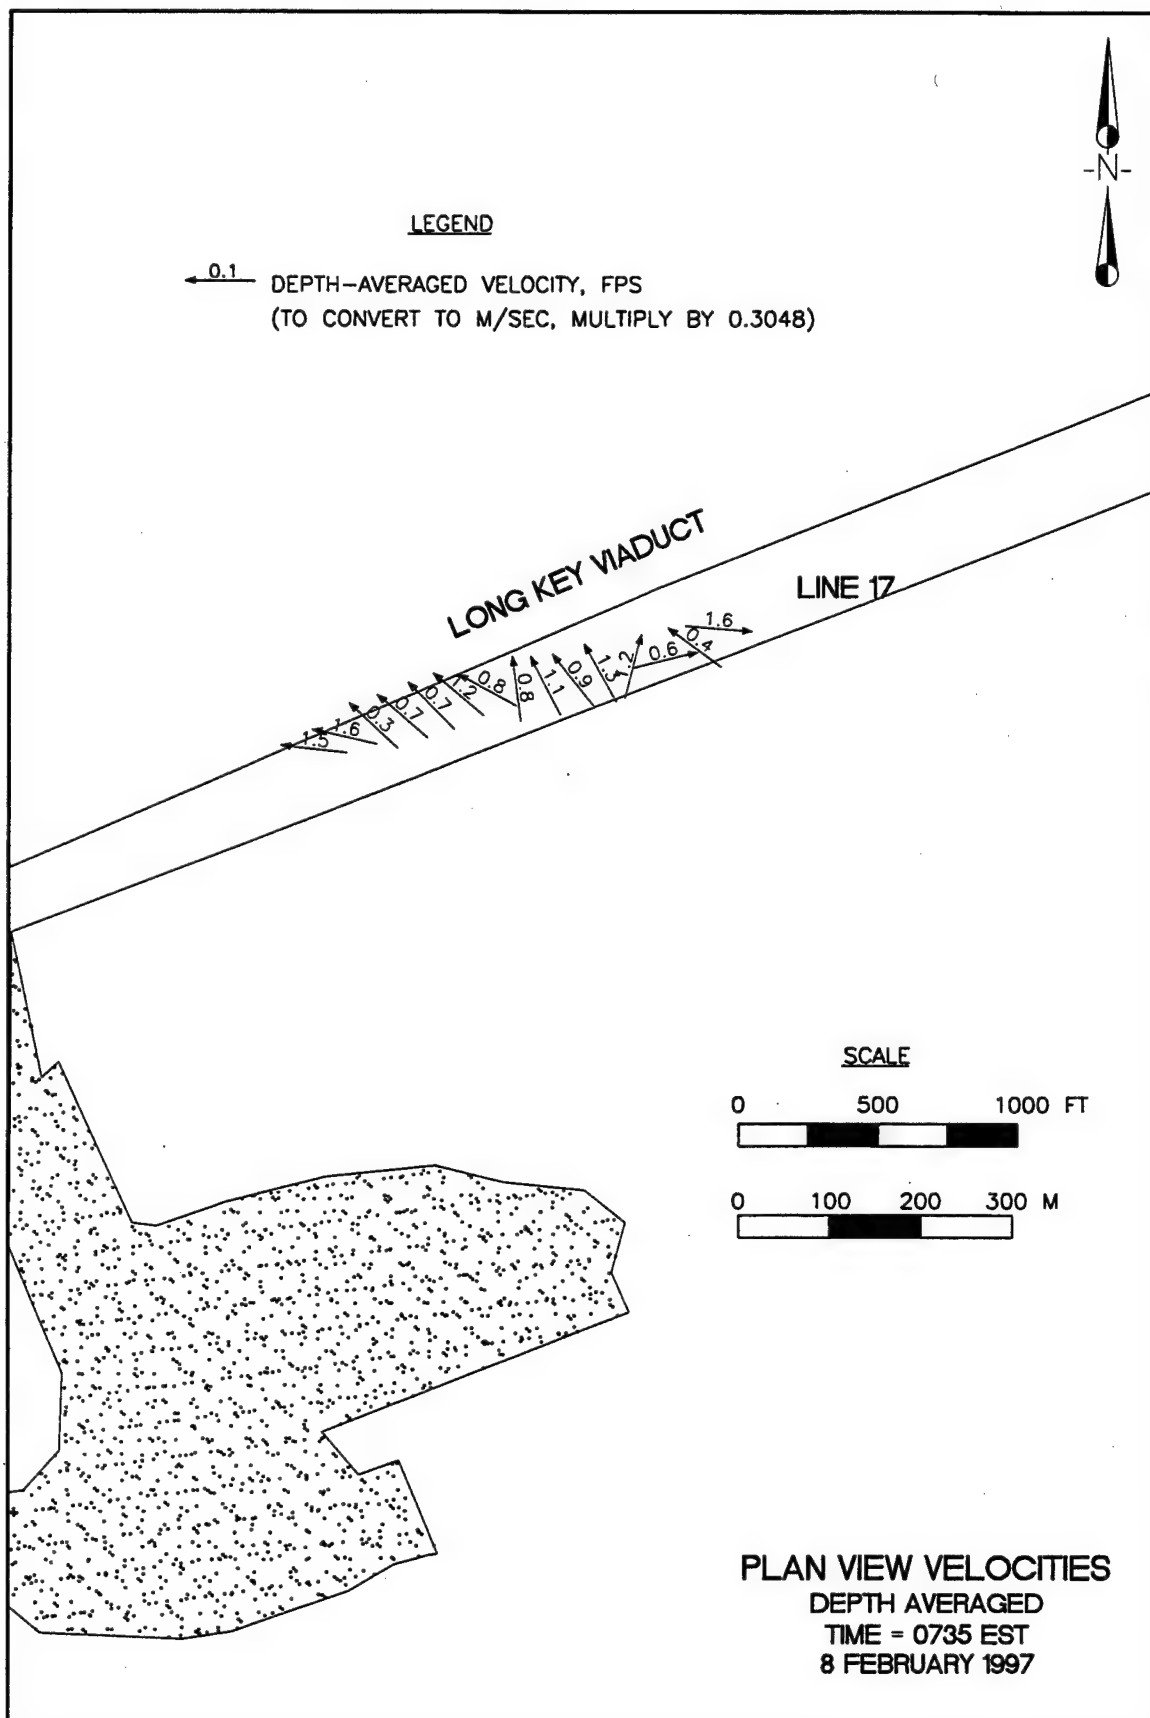 -N-
LEGEND
0.1 DEPTH-AVERAGED VELOCITY, FPS
(TO CONVERT TO M/SEC, MULTIPLY BY 0.3048)
LONG KEY VIADUCT
LINE 17
1.5
1.6
0.3
0.7
0.7
1.2
0.8
0.8
1.1
0.9
1.3
1.2
0.6
0.4
1.6
SCALE
0 500 1000 FT
0 100 200 300 M
PLAN VIEW VELOCITIES
DEPTH AVERAGED
TIME = 0735 EST
8 FEBRUARY 1997